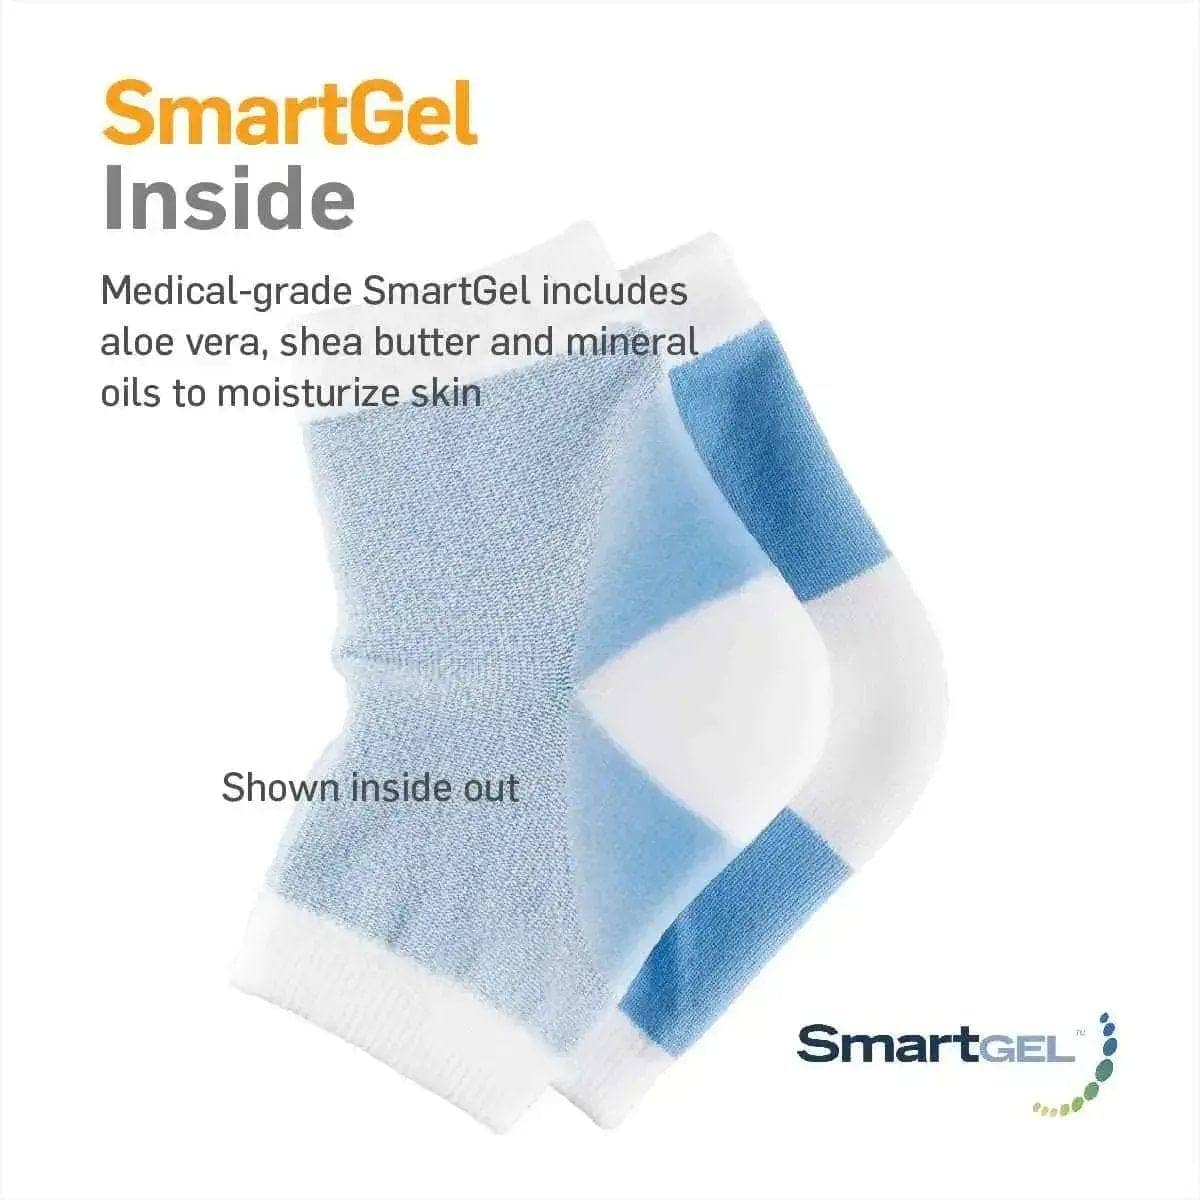 SmartGel
Inside
Medical-grade SmartGel includes
aloe vera, shea butter and mineral
oils to moisturize skin
Shown inside out
SmartGEL™